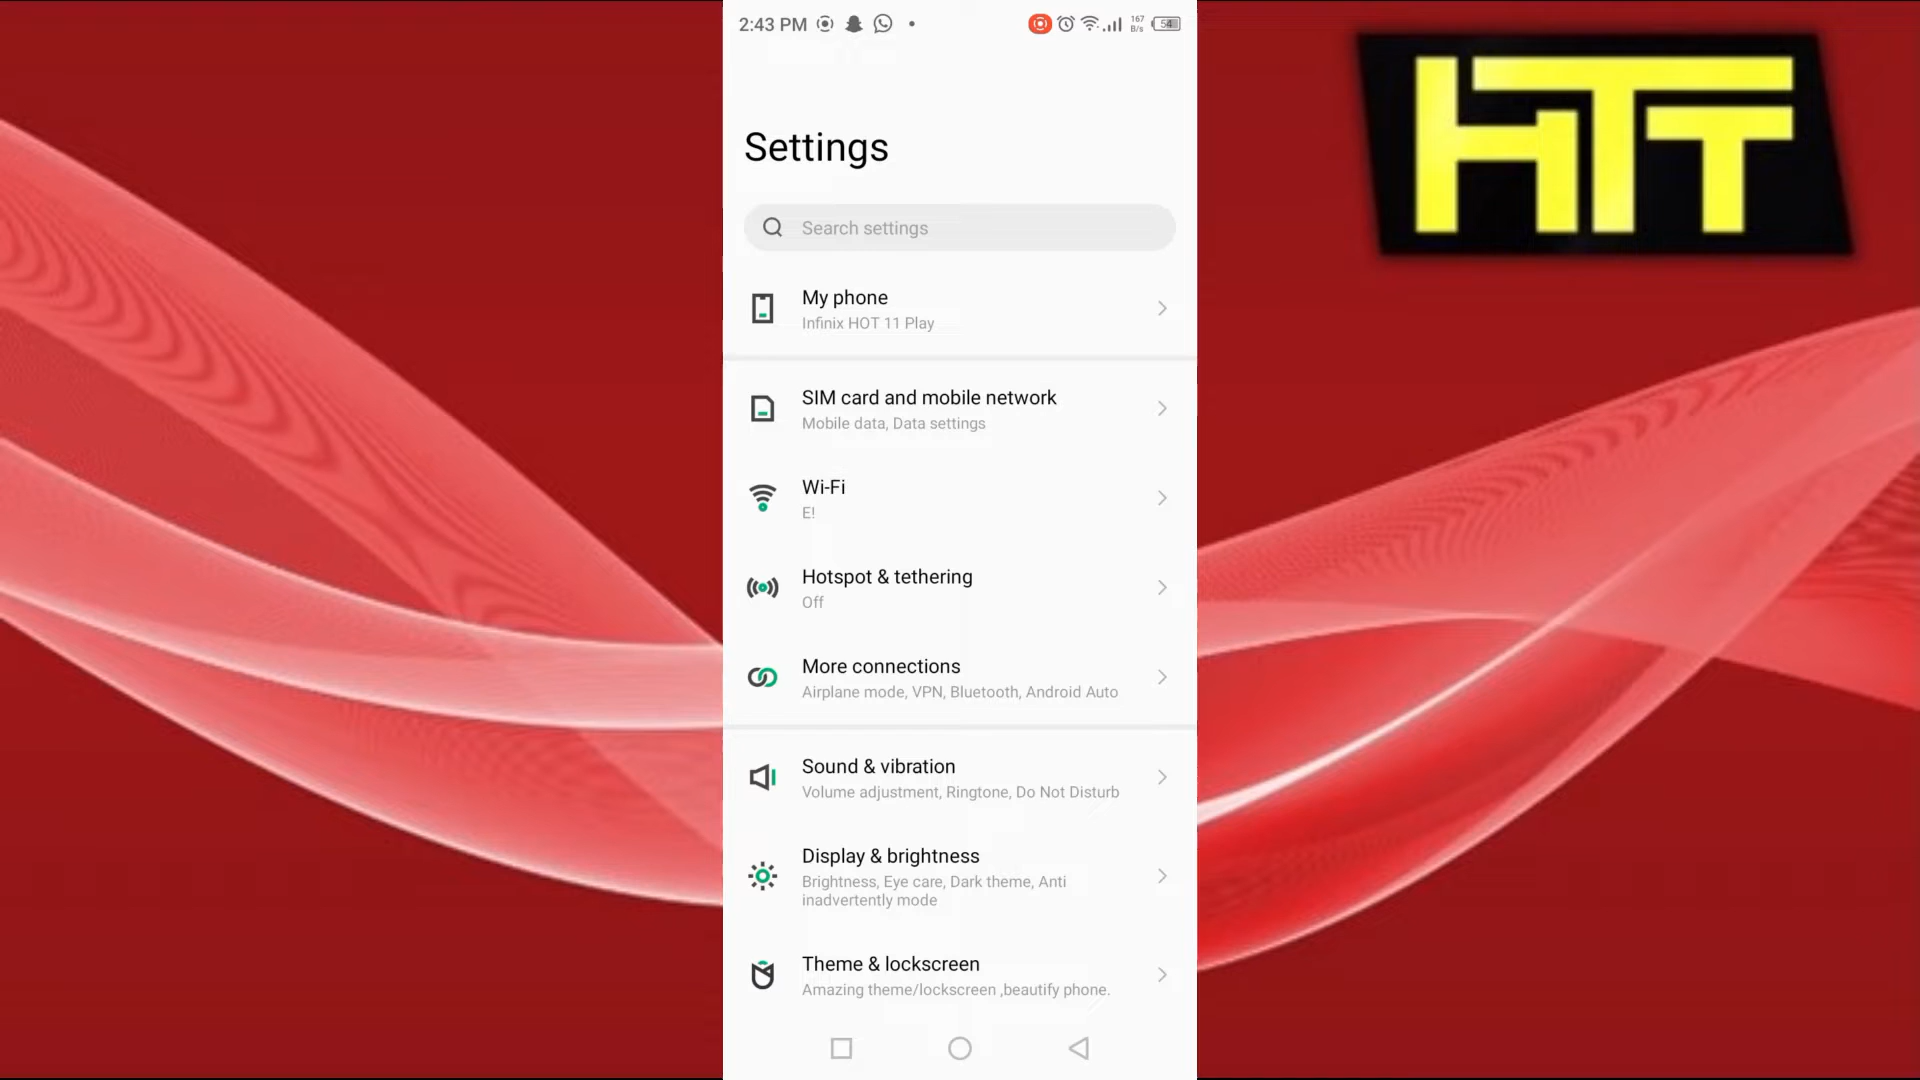 2:43 PM
167
B/s
54
HTT
Settings
Search settings
My phone
Infinix HOT 11 Play
SIM card and mobile network
Mobile data, Data settings
Wi-Fi
E!
Hotspot & tethering
Off
More connections
Airplane mode, VPN, Bluetooth, Android Auto
Sound & vibration
Volume adjustment, Ringtone, Do Not Disturb
Display & brightness
Brightness, Eye care, Dark theme, Anti
inadvertently mode
Theme & lockscreen
Amazing theme/lockscreen ,beautify phone.